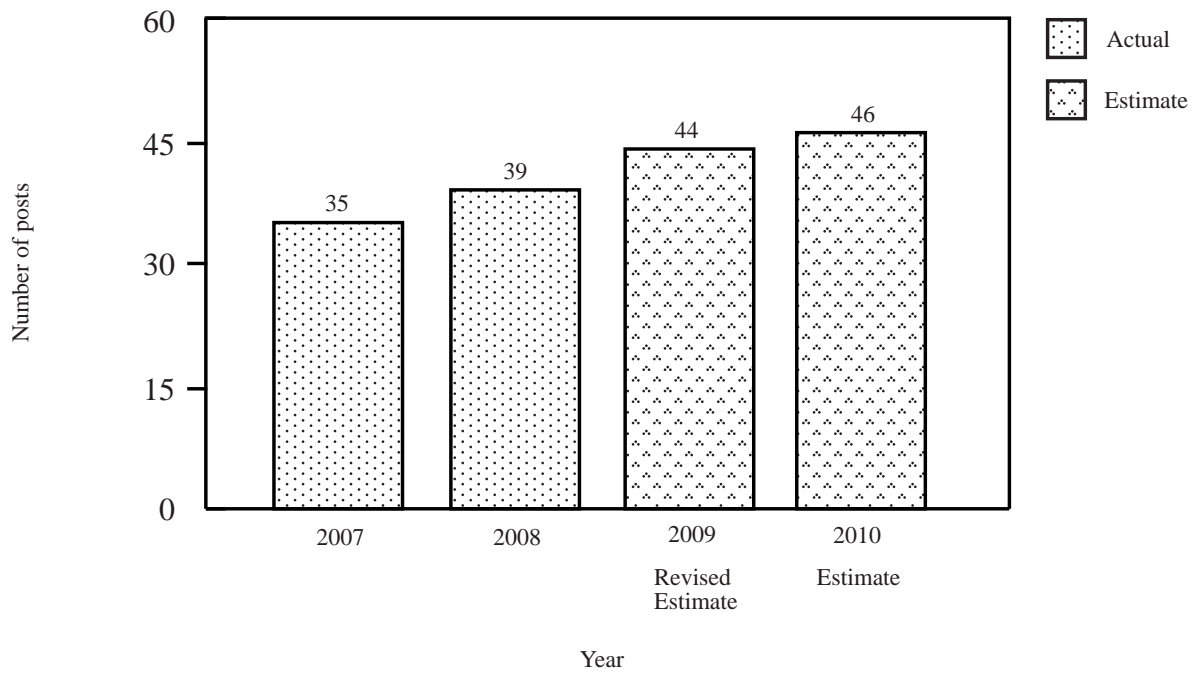 60
45
30
15
0
Number of posts
35
39
44
46
2007
2008
2009
2010
Revised
Estimate
Estimate
Year
Actual
Estimate